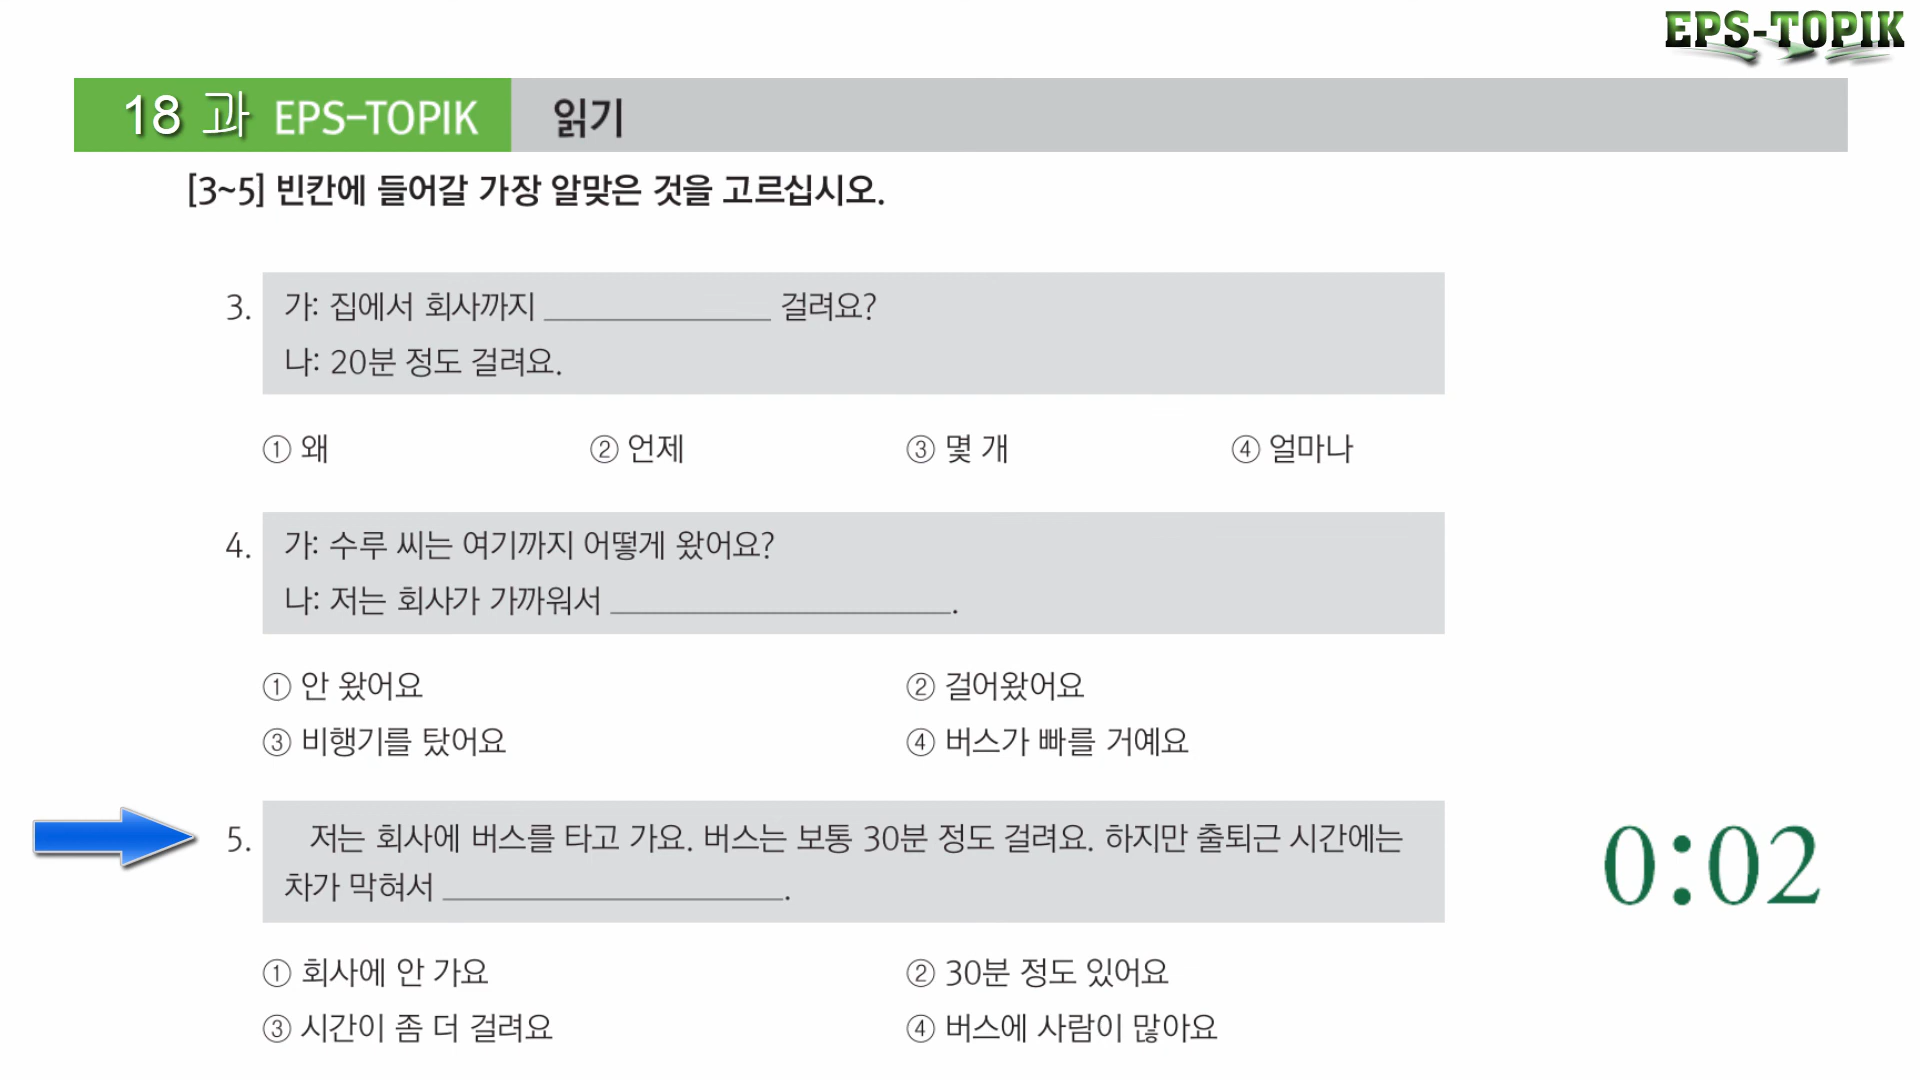 EPS-TOPIK
18 과 EPS-TOPIK 읽기
[3~5] 빈칸에 들어갈 가장 알맞은 것을 고르십시오.
3. 가: 집에서 회사까지 ______________ 걸려요?
나: 20분 정도 걸려요.
① 왜 ② 언제 ③ 몇 개 ④ 얼마나
4. 가: 수루 씨는 여기까지 어떻게 왔어요?
나: 저는 회사가 가까워서 ____________________.
① 안 왔어요 ② 걸어왔어요
③ 비행기를 탔어요 ④ 버스가 빠를 거예요
5. 저는 회사에 버스를 타고 가요. 버스는 보통 30분 정도 걸려요. 하지만 출퇴근 시간에는
차가 막혀서 ____________________.
0:02
① 회사에 안 가요 ② 30분 정도 있어요
③ 시간이 좀 더 걸려요 ④ 버스에 사람이 많아요